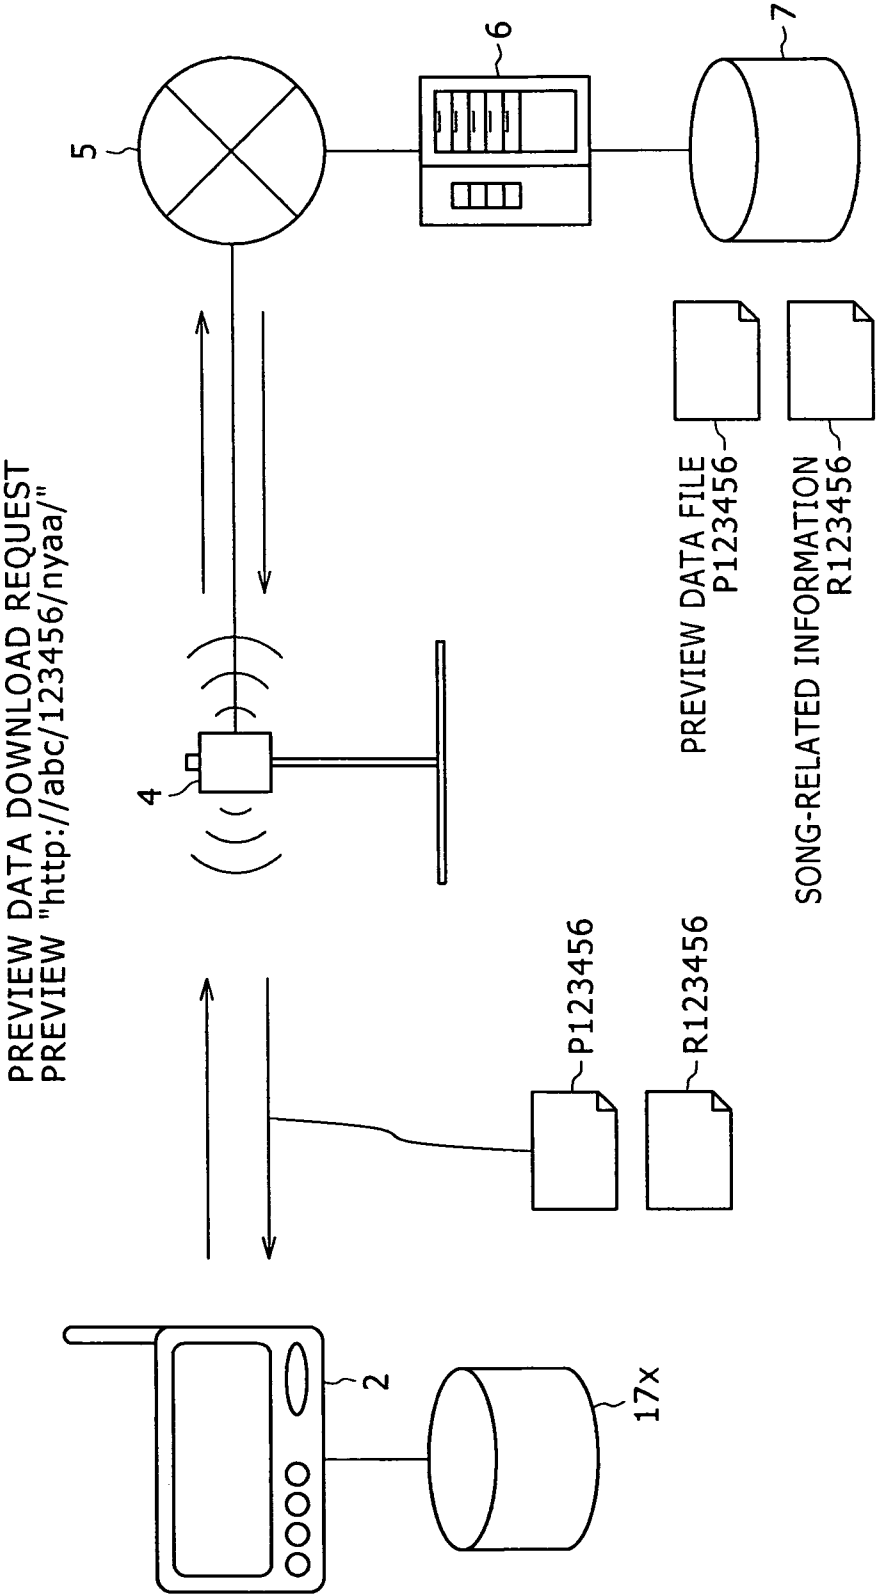 PREVIEW DATA DOWNLOAD REQUEST
PREVIEW "http://abc/123456/nyaa/"
5
6
7
4
2
17x
P123456
R123456
PREVIEW DATA FILE
P123456
SONG-RELATED INFORMATION
R123456